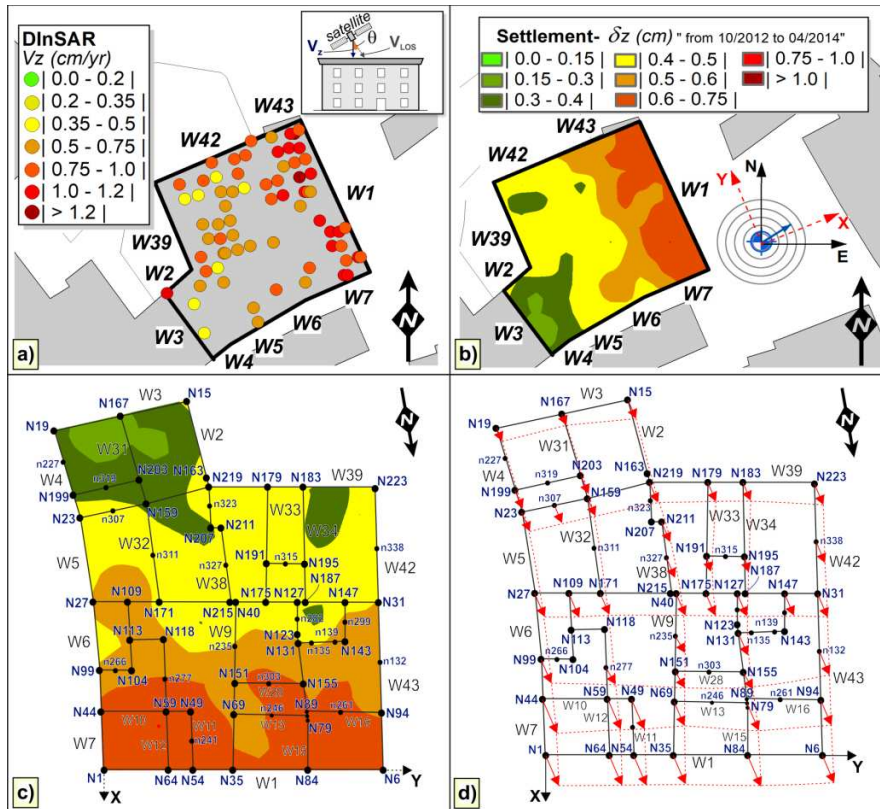 DInSAR
Vz (cm/yr)
| 0.0 - 0.2 |
| 0.2 - 0.35 |
| 0.35 - 0.5 |
| 0.5 - 0.75 |
| 0.75 - 1.0 |
| 1.0 - 1.2 |
| > 1.2 |
satellite
Vz θ VLOS
W43
W42
W1
W39
W2
W7
W3
W6
W5
W4
N
a)
Settlement- δz (cm) " from 10/2012 to 04/2014"
| 0.0 - 0.15 | | 0.4 - 0.5 | | 0.75 - 1.0 |
| 0.15 - 0.3 | | 0.5 - 0.6 | | > 1.0 |
| 0.3 - 0.4 | | 0.6 - 0.75 |
W43
W42
W1
N
Y
X
E
W39
W2
W7
W3
W6
W5
W4
N
b)
N15
N167 W3
N19
W31 W2
n227
N203 N163
W4 n319 N219 N179 N183 W39
N199 N223
N159 n323
N23 n307 W33 W34
N207 N211
W5 W32 n311 N191 n315 N195 n338
n327
W38 N187 W42
N109 N175 N127 N147
N27 N171 N215 N40 N31
W6 N113 N118 W9 N123 n139 n299
n235 N131 n135 N143
N99 n266 n132
N104 n277 N151 n303 N155 W43
N59 N49 N69 n246 N89 n261
N44 W10 W11 W13 N79 W16 N94
W7 W12 n241 W15
N1 N64 N54 N35 W1 N84 N6 Y
X
N
c)
N15
N167 W3
N19
W31 W2
n227
N203 N163
W4 n319 N219 N179 N183 W39
N199 N223
n307 N159 n323
N23 W33 W34
N207 N211
W5 W32 n311 N191 n315 N195 n338
n327
W38 N187 W42
N109 N175 N127 N147
N27 N171 N215 N40 N31
W6 N113 N118 W9 N123 n139
n235 N131 n135 N143
N99 n266 n132
N104 n277 N151 n303 N155 W43
W28
N59 N49 N69 n246 N89 n261
N44 W10 W13 N79 W16 N94
W12
W7 W11 W15
N1 N64 N54 N35 W1 N84 N6 Y
X
N
d)